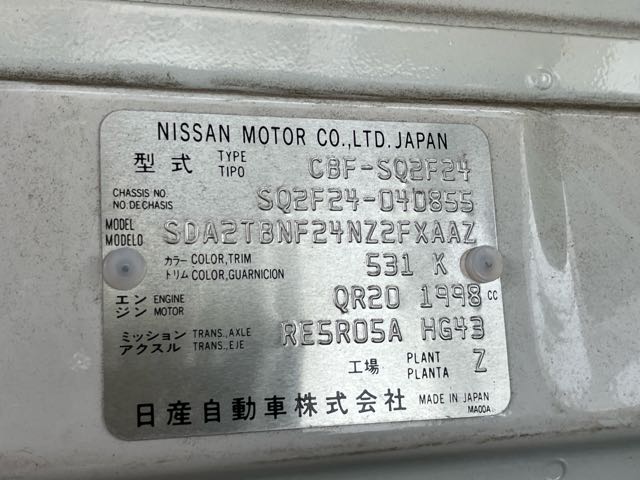 NISSAN MOTOR CO.,LTD. JAPAN
型式 TYPE TIPO CBF-SQ2F24
CHASSIS NO. NO.DECHASIS SQ2F24-040855
MODEL MODELO SDA2TBNF24NZ2FXAAZ
カラー COLOR,TRIM トリム COLOR,GUARNICION 531 K
エンジン ENGINE MOTOR QR20 1998 cc
ミッション TRANS.,AXLE アクスル TRANS.,EJE RE5R05A HG43
工場 PLANT PLANTA Z
日産自動車株式会社 MADE IN JAPAN
MA00A